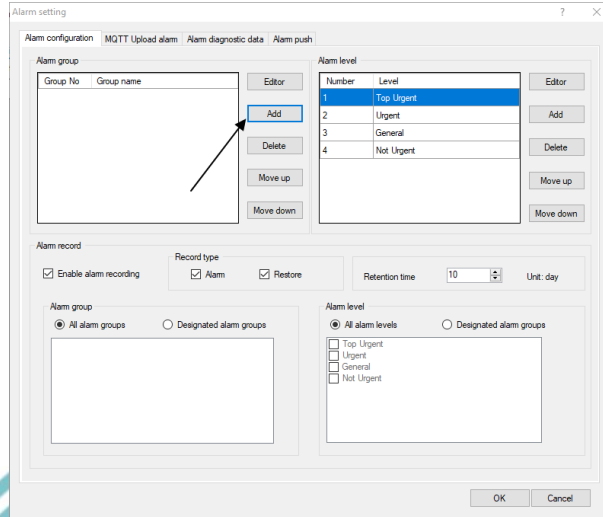 Alarm setting ? ×
Alarm configuration MQTT Upload alarm Alarm diagnostic data Alarm push
Alarm group
Group No Group name
Editor
Add
Delete
Move up
Move down
Alarm level
Number Level
1 Top Urgent
2 Urgent
3 General
4 Not Urgent
Editor
Add
Delete
Move up
Move down
Alarm record
Enable alarm recording
Record type
Alarm Restore
Retention time 10 Unit: day
Alarm group
All alarm groups Designated alarm groups
Alarm level
All alarm levels Designated alarm groups
Top Urgent
Urgent
General
Not Urgent
OK Cancel